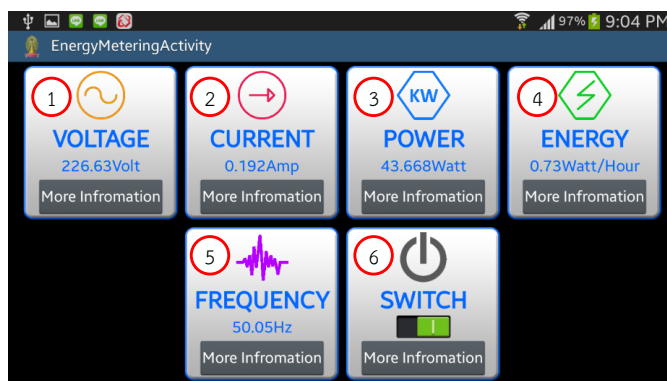 97% 9:04 PM
EnergyMeteringActivity
1 2 3 KW 4
VOLTAGE CURRENT POWER ENERGY
226.63Volt 0.192Amp 43.668Watt 0.73Watt/Hour
More Infromation More Infromation More Infromation More Infromation
5 6
FREQUENCY SWITCH
50.05Hz
More Infromation More Infromation